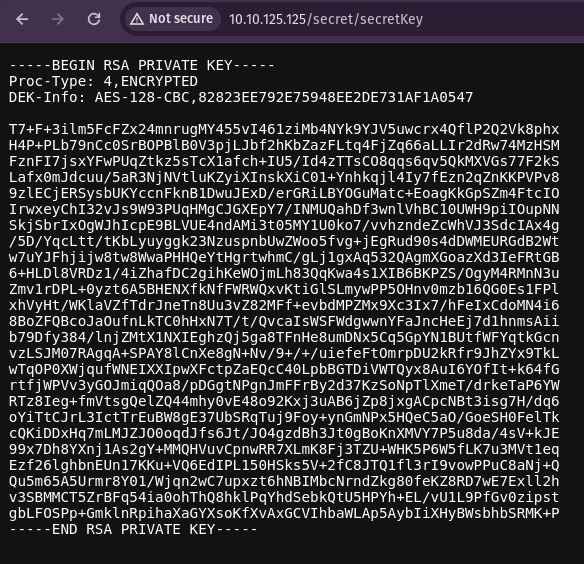 Not secure 10.10.125.125/secret/secretKey
-----BEGIN RSA PRIVATE KEY-----
Proc-Type: 4,ENCRYPTED
DEK-Info: AES-128-CBC,82823EE792E75948EE2DE731AF1A0547
T7+F+3ilm5FcFZx24mnrugMY455vI461ziMb4NYk9YJV5uwcrx4QflP2Q2Vk8phx
H4P+PLb79nCc0SrBOPBlB0V3pjLJbf2hKbZazFLtq4FjZq66aLLIr2dRw74MzHSM
FznFI7jsxYFwPUqZtkz5sTcX1afch+IU5/Id4zTTsCO8qqs6qv5QkMXVGs77F2kS
Lafx0mJdcuu/5aR3NjNVtluKZyiXInskXiC01+Ynhkqjl4Iy7fEzn2qZnKKPVPv8
9zlECjERSysbUKYccnFknB1DwuJExD/erGRiLBYOGuMatc+EoagKkGpSZm4FtcIO
IrwxeyChI32vJs9W93PUqHMgCJGXEpY7/INMUQahDf3wnlVhBC10UWH9piIOupNN
SkjSbrIxOgWJhIcpE9BLVUE4ndAMi3t05MY1U0ko7/vvhzndeZcWhVJ3SdcIAx4g
/5D/YqcLtt/tKbLyuyggk23NzuspnbUwZWoo5fvg+jEgRud90s4dDWMEURGdB2Wt
w7uYJFhjijw8tw8WwaPHHQeYtHgrtwhmC/gLj1gxAq532QAgmXGoazXd3IeFRtGB
6+HLDl8VRDz1/4iZhafDC2gihKeWOjmLh83QqKwa4s1XIB6BKPZS/OgyM4RMnN3u
Zmv1rDPL+0yzt6A5BHENXfkNfFWRWQxvKtiGlSLmywPP5OHnv0mzb16QG0Es1FPl
xhVyHt/WKlaVZfTdrJneTn8Uu3vZ82MFf+evbdMPZMx9Xc3Ix7/hFeIxCdoMN4i6
8BoZFQBcoJaOufnLkTC0hHxN7T/t/QvcaIsWSFWdgwwnYFaJncHeEj7d1hnmsAii
b79Dfy384/lnjZMtX1NXIEghzQj5ga8TFnHe8umDNx5Cq5GpYN1BUtfWFYqtkGcn
vzLSJM07RAgqA+SPAY8lCnXe8gN+Nv/9+/+/uiefeFtOmrpDU2kRfr9JhZYx9TkL
wTqOP0XWjqufWNEIXXIpwXFctpZaEQcC40LpbBGTDiVWTQyx8AuI6YOfIt+k64fG
rtfjWPVv3yGOJmiqQOa8/pDGgtNPgnJmFFrBy2d37KzSoNpTlXmeT/drkeTaP6YW
RTz8Ieg+fmVtsgQelZQ44mhy0vE48o92Kxj3uAB6jZp8jxgACpcNBt3isg7H/dq6
oYiTtCJrL3IctTrEuBW8gE37UbSRqTuj9Foy+ynGmNPx5HQeC5aO/GoeSH0FelTk
cQKiDDxHq7mLMJZJO0oqdJfs6Jt/JO4gzdBh3Jt0gBoKnXMVY7P5u8da/4sV+kJE
99x7Dh8YXnj1As2gY+MMQHVuvCpnwRR7XLmK8Fj3TZU+WHK5P6W5fLK7u3MVt1eq
Ezf26lghbnEUn17KKu+VQ6EdIPL150HSks5V+2fC8JTQ1fl3rI9vowPPuC8aNj+Q
Qu5m65A5Urmr8Y01/Wjqn2wC7upxzt6hNBIMbcNrndZkg80feKZ8RD7wE7Exll2h
v3SBMMCT5ZrBFq54ia0ohThQ8hklPqYhdSebkQtU5HPYh+EL/vU1L9PfGv0zipst
gbLFOSPp+GmklnRpihaXaGYXsoKfXvAxGCVIhbaWLAp5AybIiXHyBWsbhbSRMK+P
-----END RSA PRIVATE KEY-----